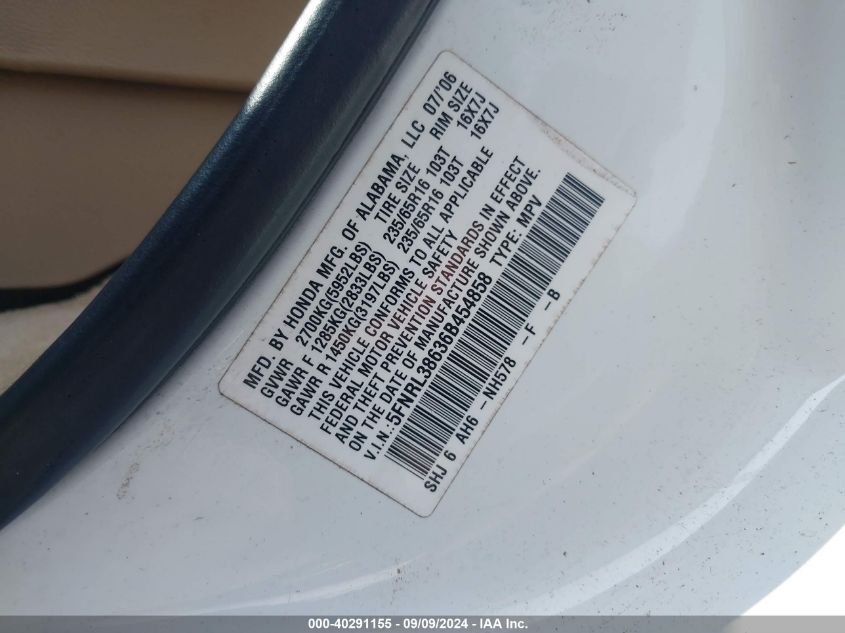 MFD. BY HONDA MFG. OF ALABAMA, LLC 07/'06
GVWR 2700KG(5952LBS) TIRE SIZE RIM SIZE
GAWR F 1285KG(2833LBS) 235/65R16 103T 16X7J
GAWR R 1450KG(3197LBS) 235/65R16 103T 16X7J
THIS VEHICLE CONFORMS TO ALL APPLICABLE
FEDERAL MOTOR VEHICLE SAFETY
AND THEFT PREVENTION STANDARDS IN EFFECT
ON THE DATE OF MANUFACTURE SHOWN ABOVE.
V.I.N.: 5FNRL38636B454858 TYPE: MPV
SHJ 6 AH6 - NH578 - F - B
000-40291155 - 09/09/2024 - IAA Inc.